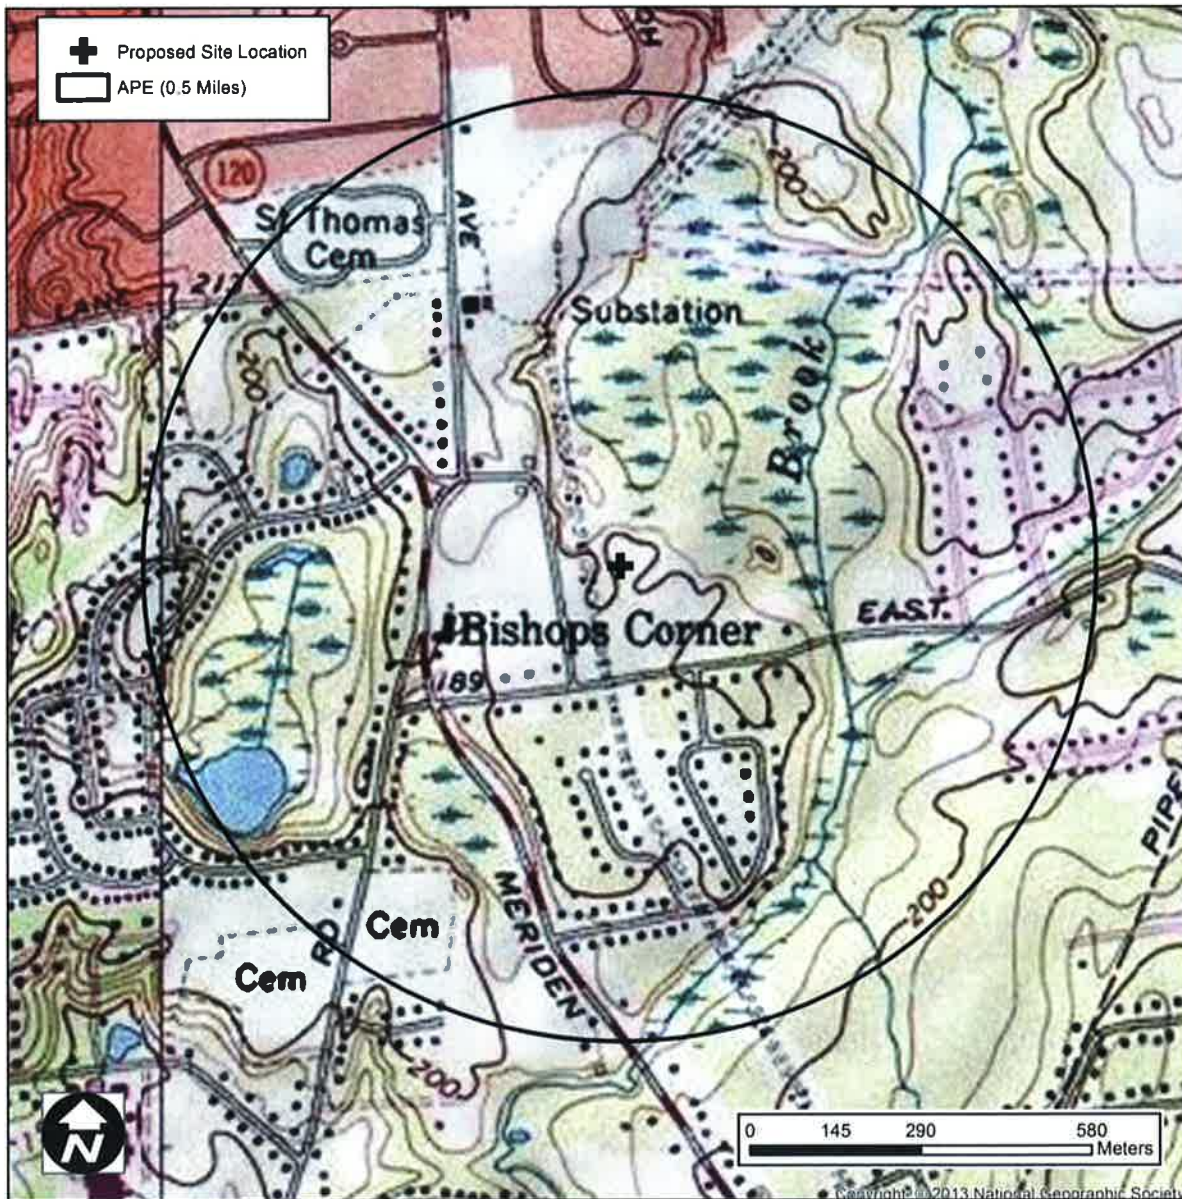 Proposed Site Location
APE (0.5 Miles)
120
AVE
St Thomas
Cem
LANE
213
200
200
Substation
Brook
Bishops Corner
EAST
189
PIPE
MERIDEN
RD
Cem
Cem
200
200
N
0 145 290 580
Meters
Copyright © 2013 National Geographic Society